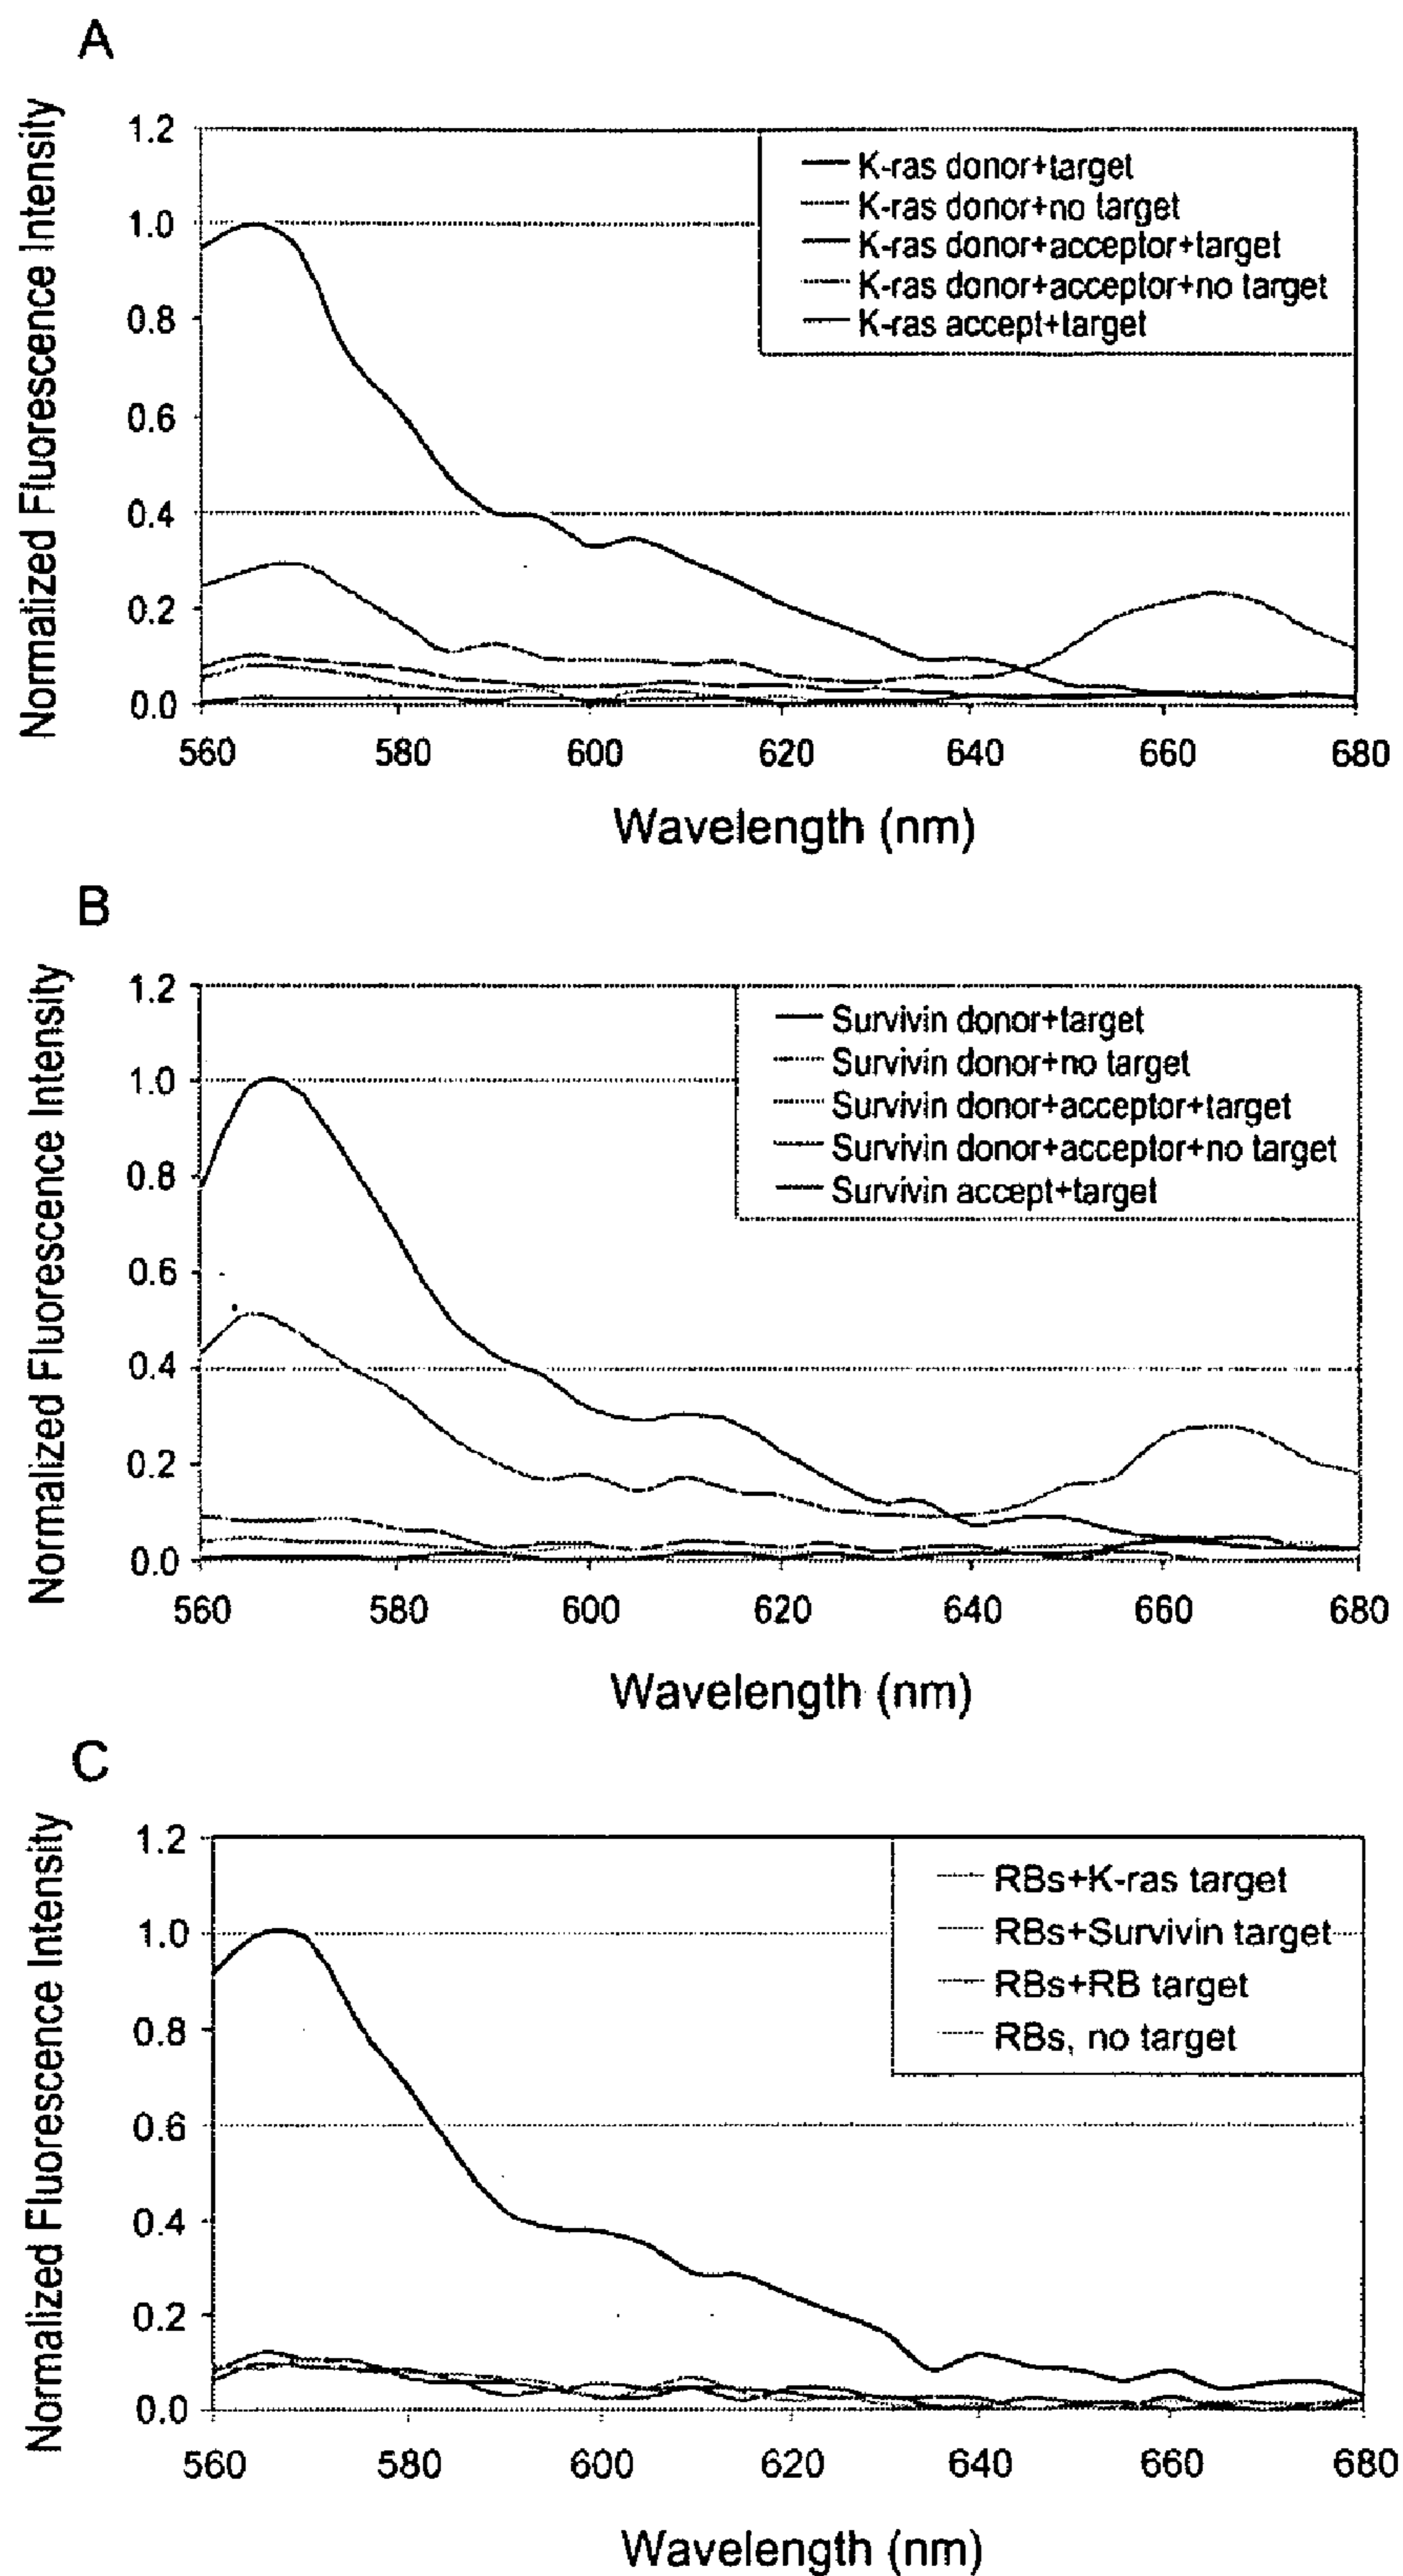 A
Normalized Fluorescence Intensity
1.2
1.0
0.8
0.6
0.4
0.2
0.0
K-ras donor+target
K-ras donor+no target
K-ras donor+acceptor+target
K-ras donor+acceptor+no target
K-ras accept+target
560 580 600 620 640 660 680
Wavelength (nm)
B
Normalized Fluorescence Intensity
1.2
1.0
0.8
0.6
0.4
0.2
0.0
Survivin donor+target
Survivin donor+no target
Survivin donor+acceptor+target
Survivin donor+acceptor+no target
Survivin accept+target
560 580 600 620 640 660 680
Wavelength (nm)
C
Normalized Fluorescence Intensity
1.2
1.0
0.8
0.6
0.4
0.2
0.0
RBs+K-ras target
RBs+Survivin target
RBs+RB target
RBs, no target
560 580 600 620 640 660 680
Wavelength (nm)